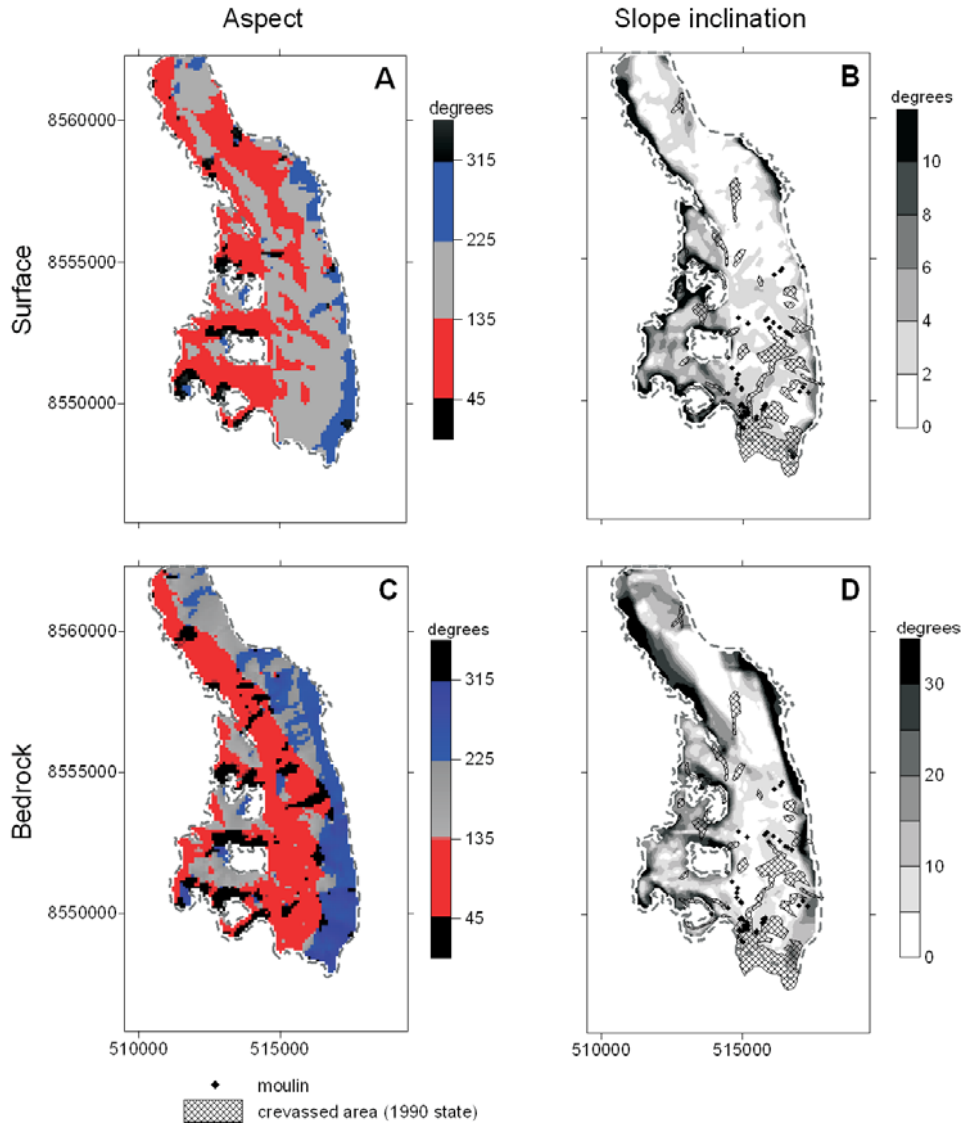 Aspect
Slope inclination
Surface
A
degrees
315
225
135
45
8560000
8555000
8550000
B
degrees
10
8
6
4
2
0
510000
515000
Bedrock
C
degrees
315
225
135
45
8560000
8555000
8550000
510000
515000
D
degrees
30
20
10
0
510000
515000
moulin
crevassed area (1990 state)